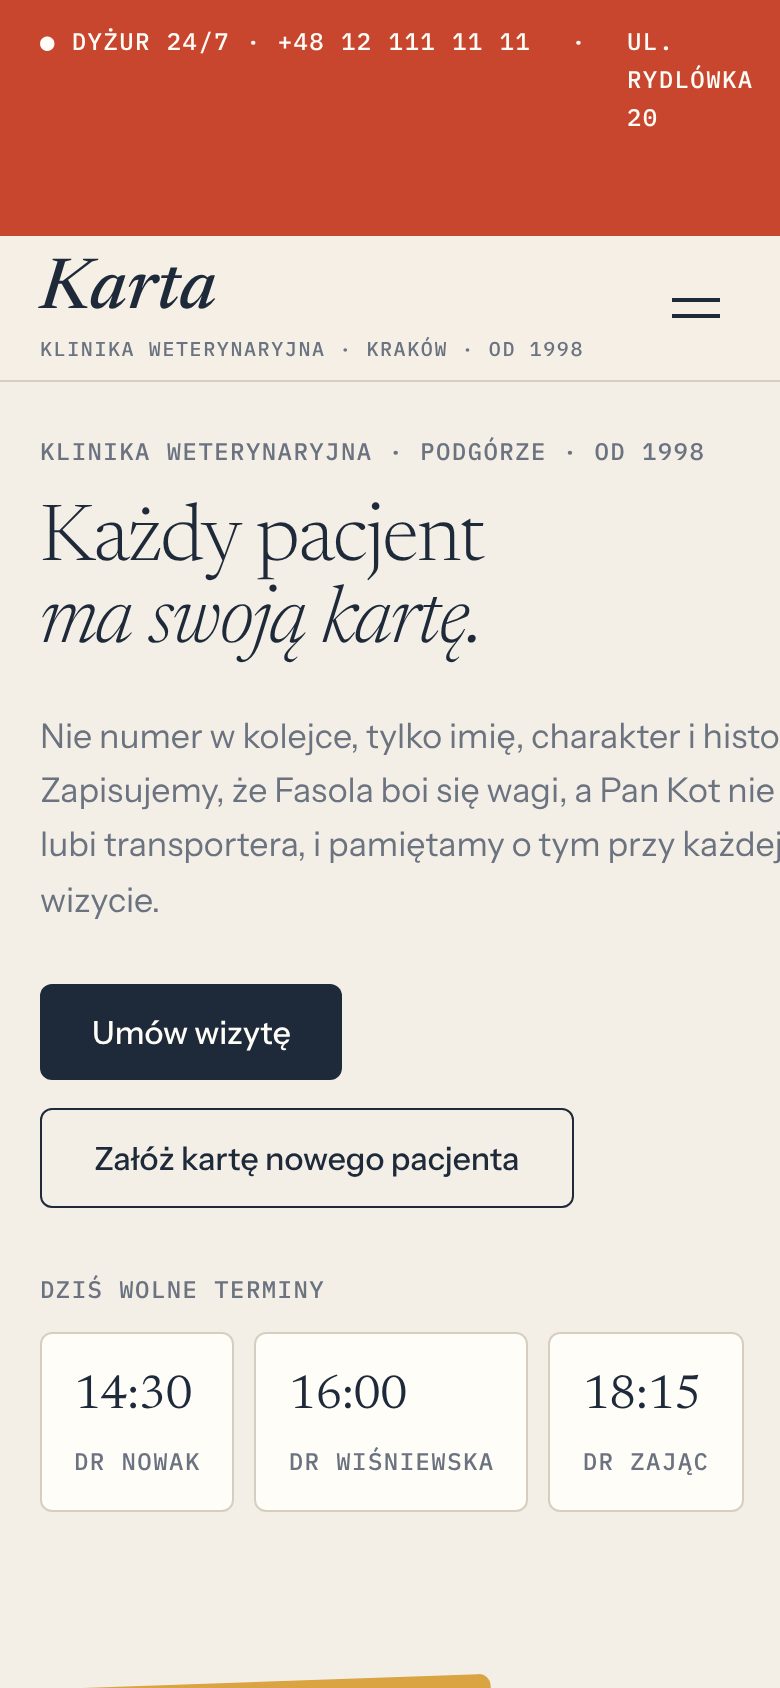 DYŻUR 24/7 · +48 12 111 11 11 · UL.
RYDLÓWKA
20
Karta
KLINIKA WETERYNARYJNA · KRAKÓW · OD 1998
KLINIKA WETERYNARYJNA · PODGÓRZE · OD 1998
Każdy pacjent
ma swoją kartę.
Nie numer w kolejce, tylko imię, charakter i histo
Zapisujemy, że Fasola boi się wagi, a Pan Kot nie
lubi transportera, i pamiętamy o tym przy każdej
wizycie.
Umów wizytę
Załóż kartę nowego pacjenta
DZIŚ WOLNE TERMINY
14:30
DR NOWAK
16:00
DR WIŚNIEWSKA
18:15
DR ZAJĄC